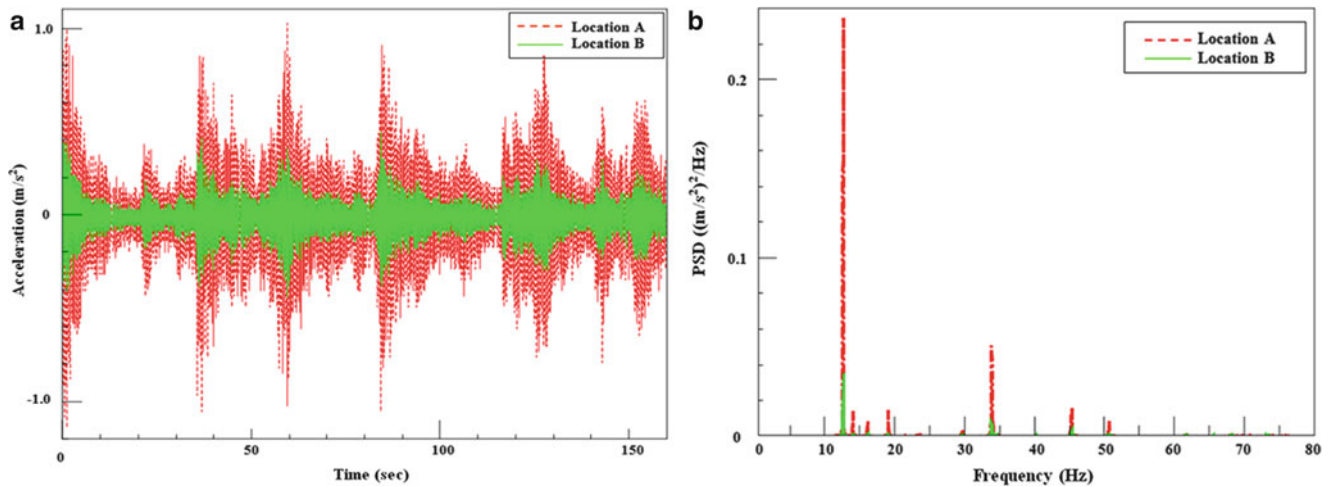 a
1.0
0
-1.0
Acceleration (m/s²)
Location A
Location B
0
50
100
150
Time (sec)
b
0.2
0.1
0
PSD ((m/s²)²/Hz)
Location A
Location B
10
20
30
40
50
60
70
80
Frequency (Hz)